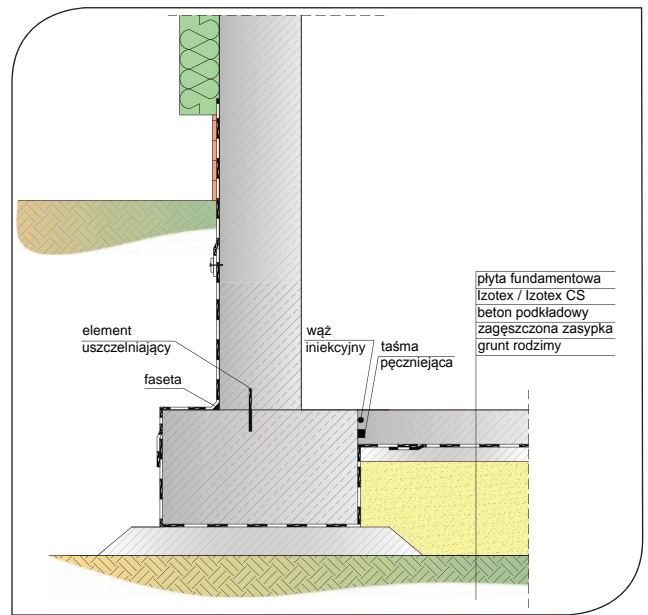 płyta fundamentowa
Izotex / Izotex CS
beton podkładowy
zagęszczona zasypka
grunt rodzimy
element
uszczelniający
wąż
iniekcyjny
taśma
pęczniejąca
faseta